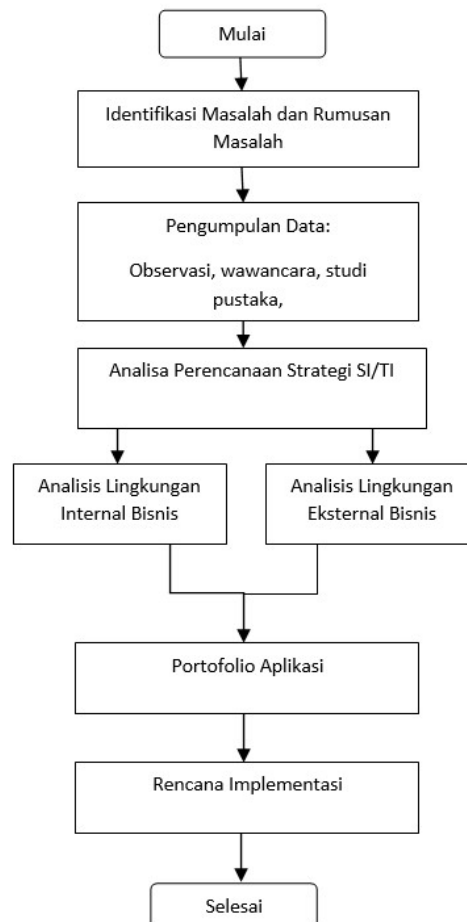 Mulai
Identifikasi Masalah dan Rumusan
Masalah
Pengumpulan Data:
Observasi, wawancara, studi
pustaka,
Analisa Perencanaan Strategi SI/TI
Analisis Lingkungan
Internal Bisnis
Analisis Lingkungan
Eksternal Bisnis
Portofolio Aplikasi
Rencana Implementasi
Selesai